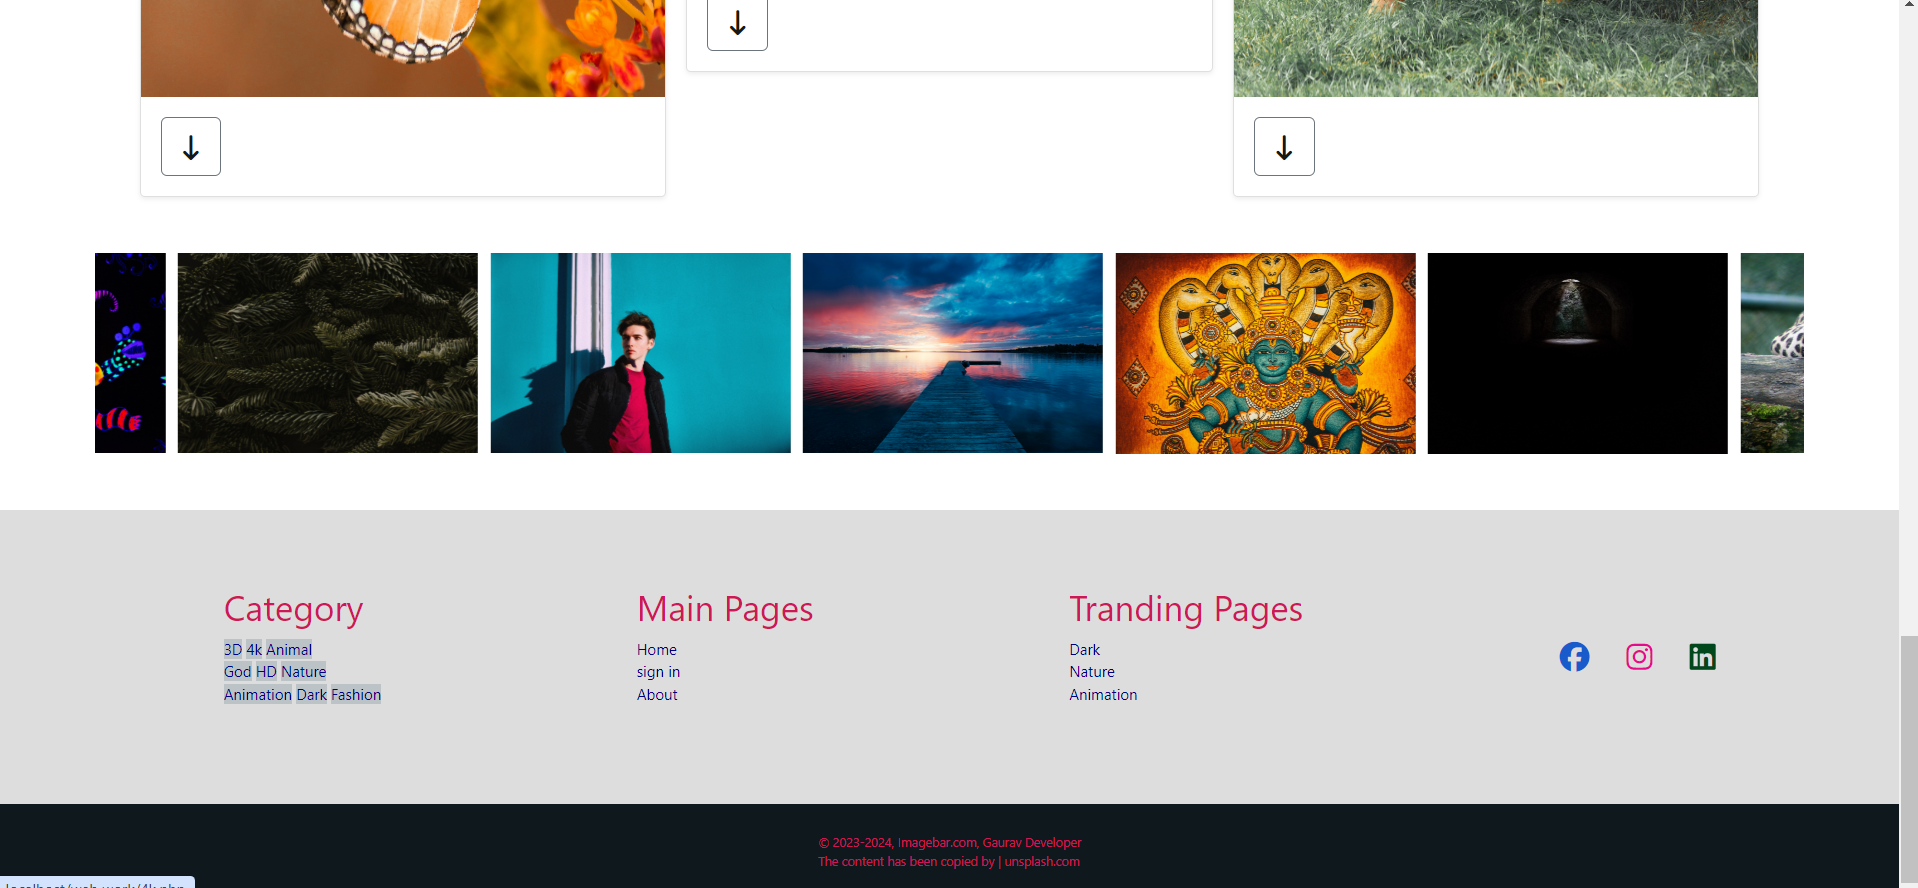 Category
3D 4k Animal
God HD Nature
Animation Dark Fashion
Main Pages
Home
sign in
About
Tranding Pages
Dark
Nature
Animation
© 2023-2024, Imagebar.com, Gaurav Developer
The content has been copied by | unsplash.com